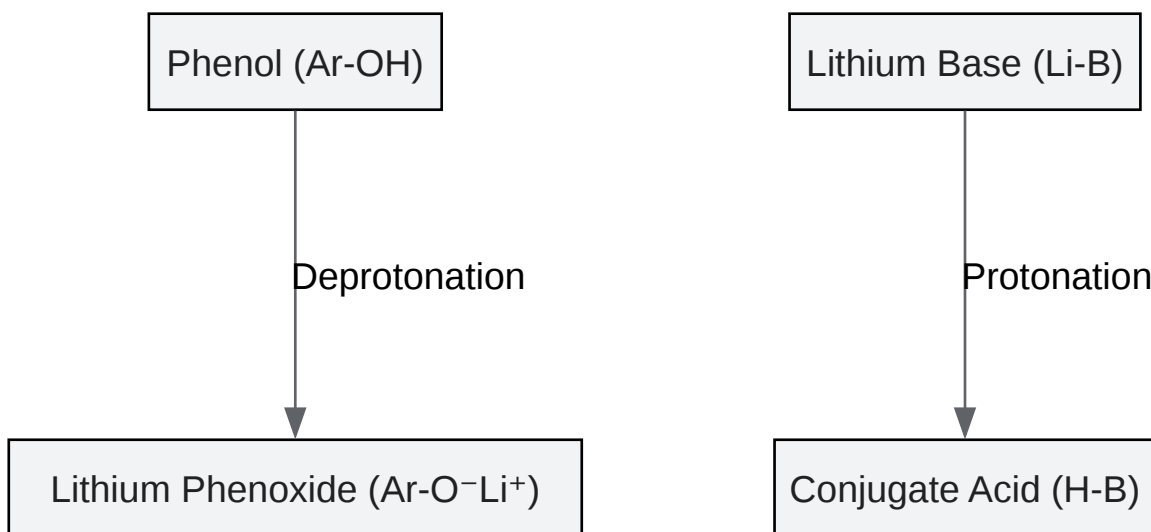 Phenol (Ar-OH)
Lithium Base (Li-B)
Deprotonation
Protonation
Lithium Phenoxide (Ar-O⁻Li⁺)
Conjugate Acid (H-B)